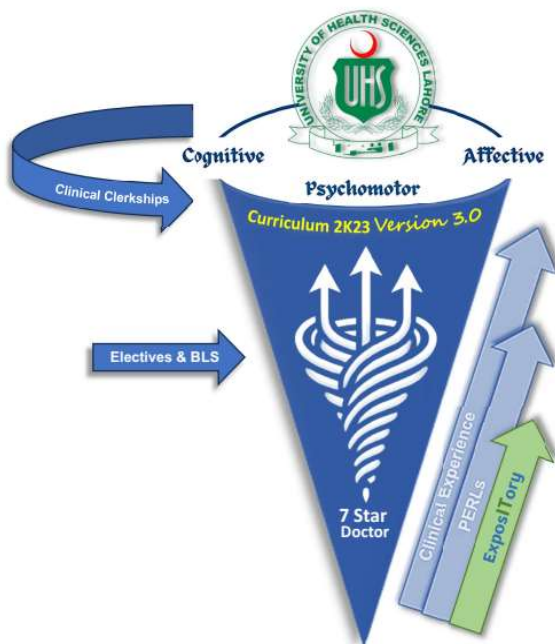 UNIVERSITY OF HEALTH SCIENCES LAHORE
UHS
اقرا
Cognitive
Affective
Psychomotor
Clinical Clerkships
Curriculum 2K23 Version 3.0
Electives & BLS
7 Star
Doctor
Clinical Experience
PERLs
ExposITory